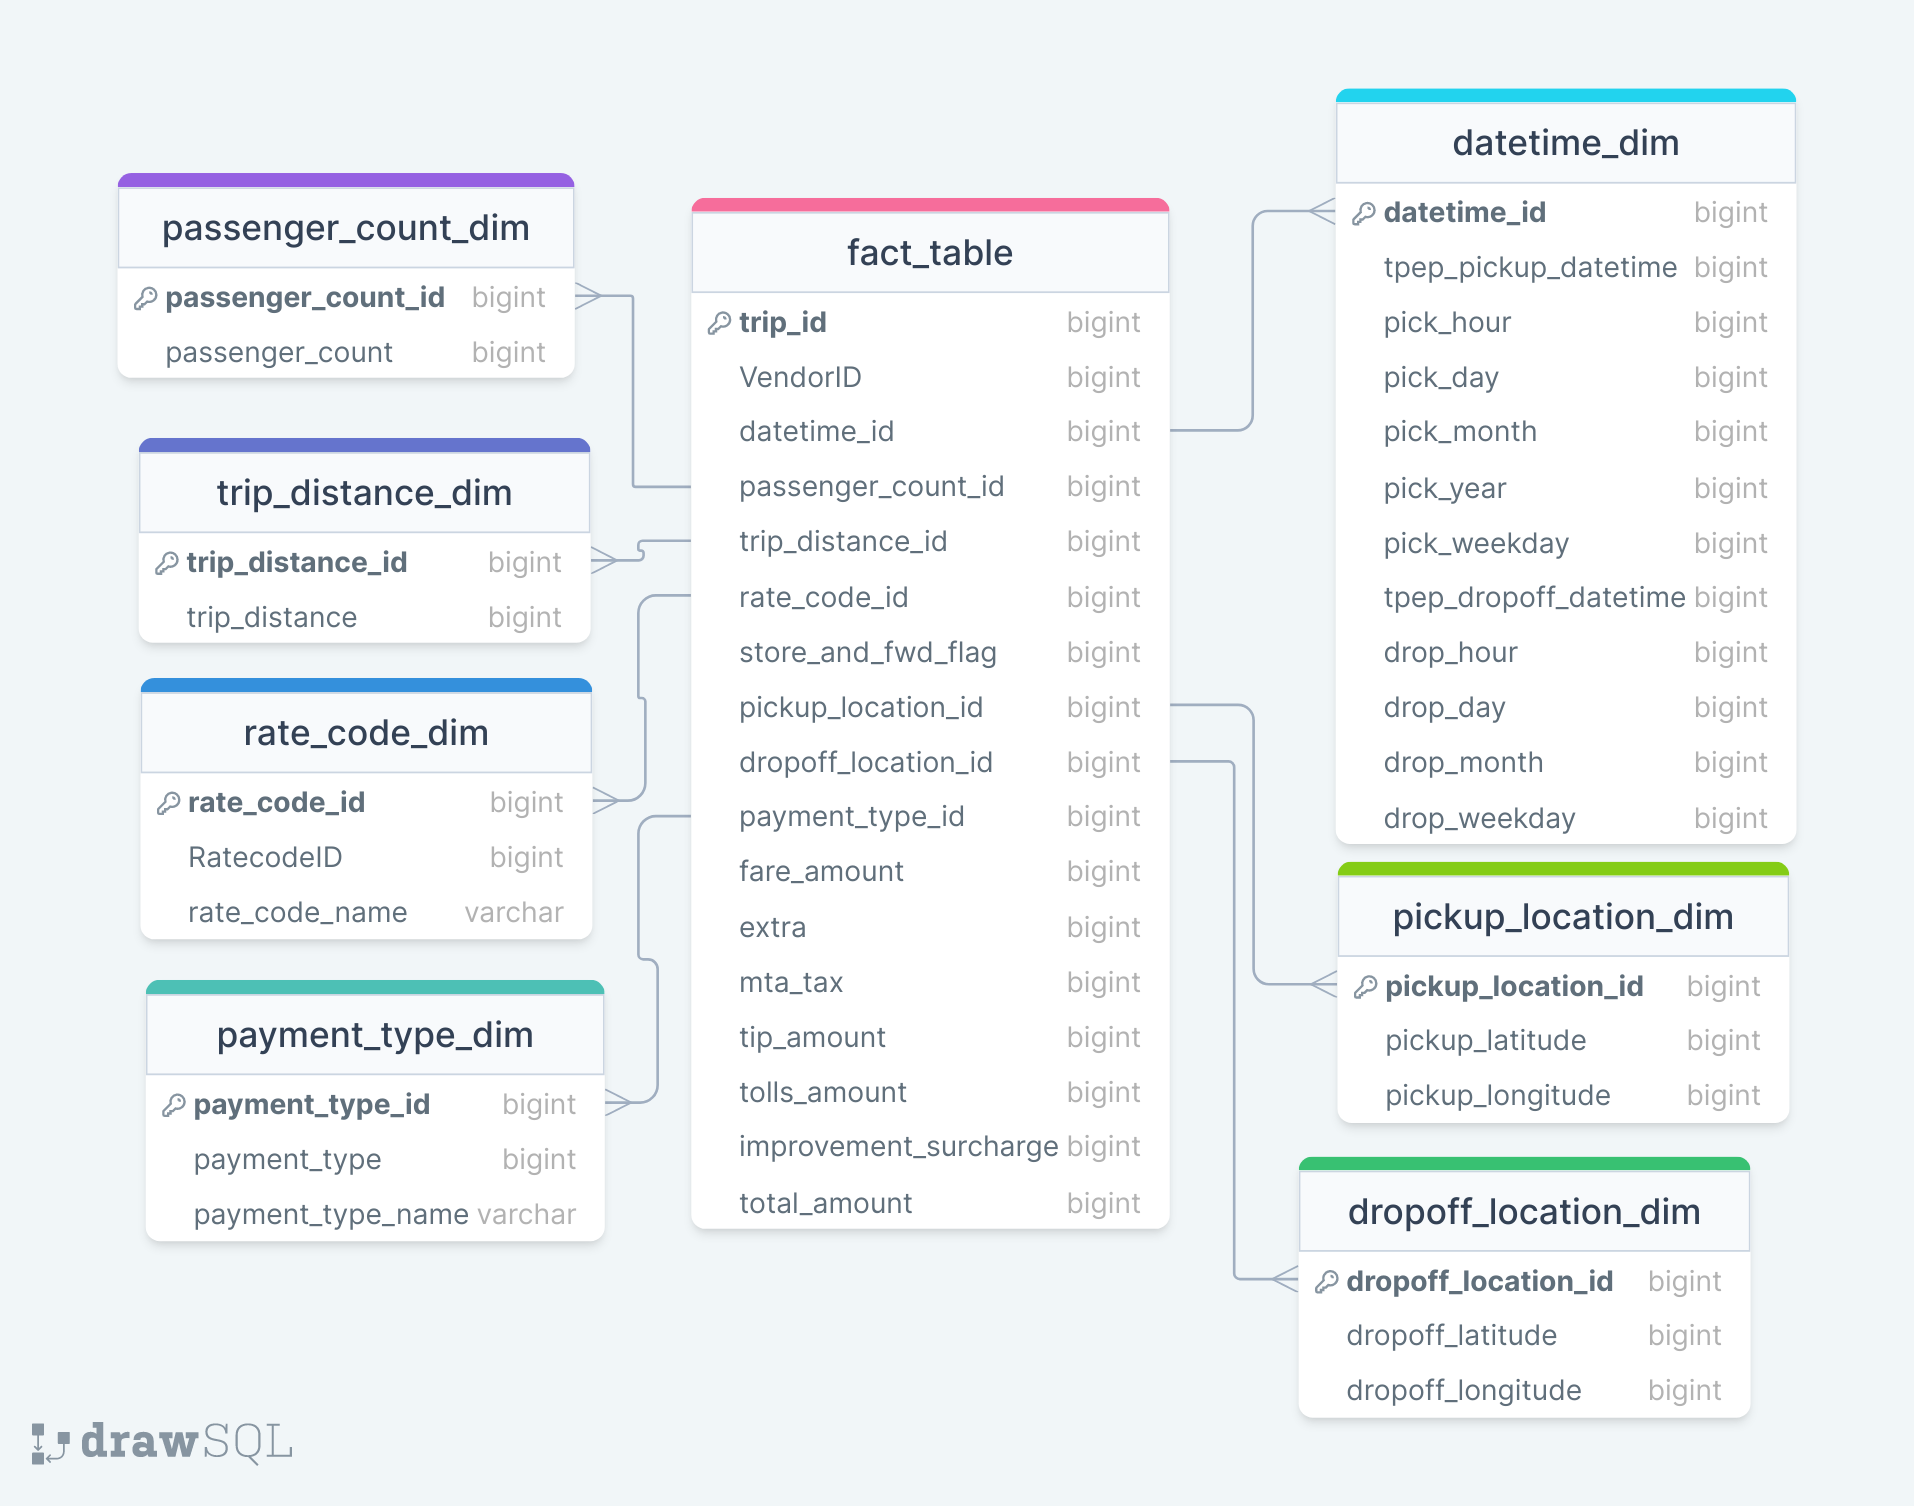 passenger_count_dim
passenger_count_id bigint
passenger_count bigint
trip_distance_dim
trip_distance_id bigint
trip_distance bigint
rate_code_dim
rate_code_id bigint
RatecodeID bigint
rate_code_name varchar
payment_type_dim
payment_type_id bigint
payment_type bigint
payment_type_name varchar
fact_table
trip_id bigint
VendorID bigint
datetime_id bigint
passenger_count_id bigint
trip_distance_id bigint
rate_code_id bigint
store_and_fwd_flag bigint
pickup_location_id bigint
dropoff_location_id bigint
payment_type_id bigint
fare_amount bigint
extra bigint
mta_tax bigint
tip_amount bigint
tolls_amount bigint
improvement_surcharge bigint
total_amount bigint
datetime_dim
datetime_id bigint
tpep_pickup_datetime bigint
pick_hour bigint
pick_day bigint
pick_month bigint
pick_year bigint
pick_weekday bigint
tpep_dropoff_datetime bigint
drop_hour bigint
drop_day bigint
drop_month bigint
drop_weekday bigint
pickup_location_dim
pickup_location_id bigint
pickup_latitude bigint
pickup_longitude bigint
dropoff_location_dim
dropoff_location_id bigint
dropoff_latitude bigint
dropoff_longitude bigint
drawSQL